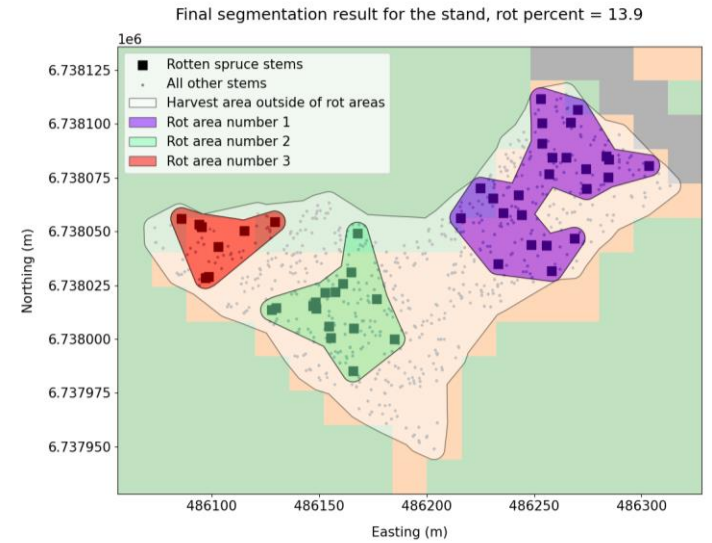 Final segmentation result for the stand, rot percent = 13.9
1e6
6.738125
6.738100
6.738075
6.738050
6.738025
6.738000
6.737975
6.737950
Northing (m)
Rotten spruce stems
All other stems
Harvest area outside of rot areas
Rot area number 1
Rot area number 2
Rot area number 3
486100 486150 486200 486250 486300
Easting (m)